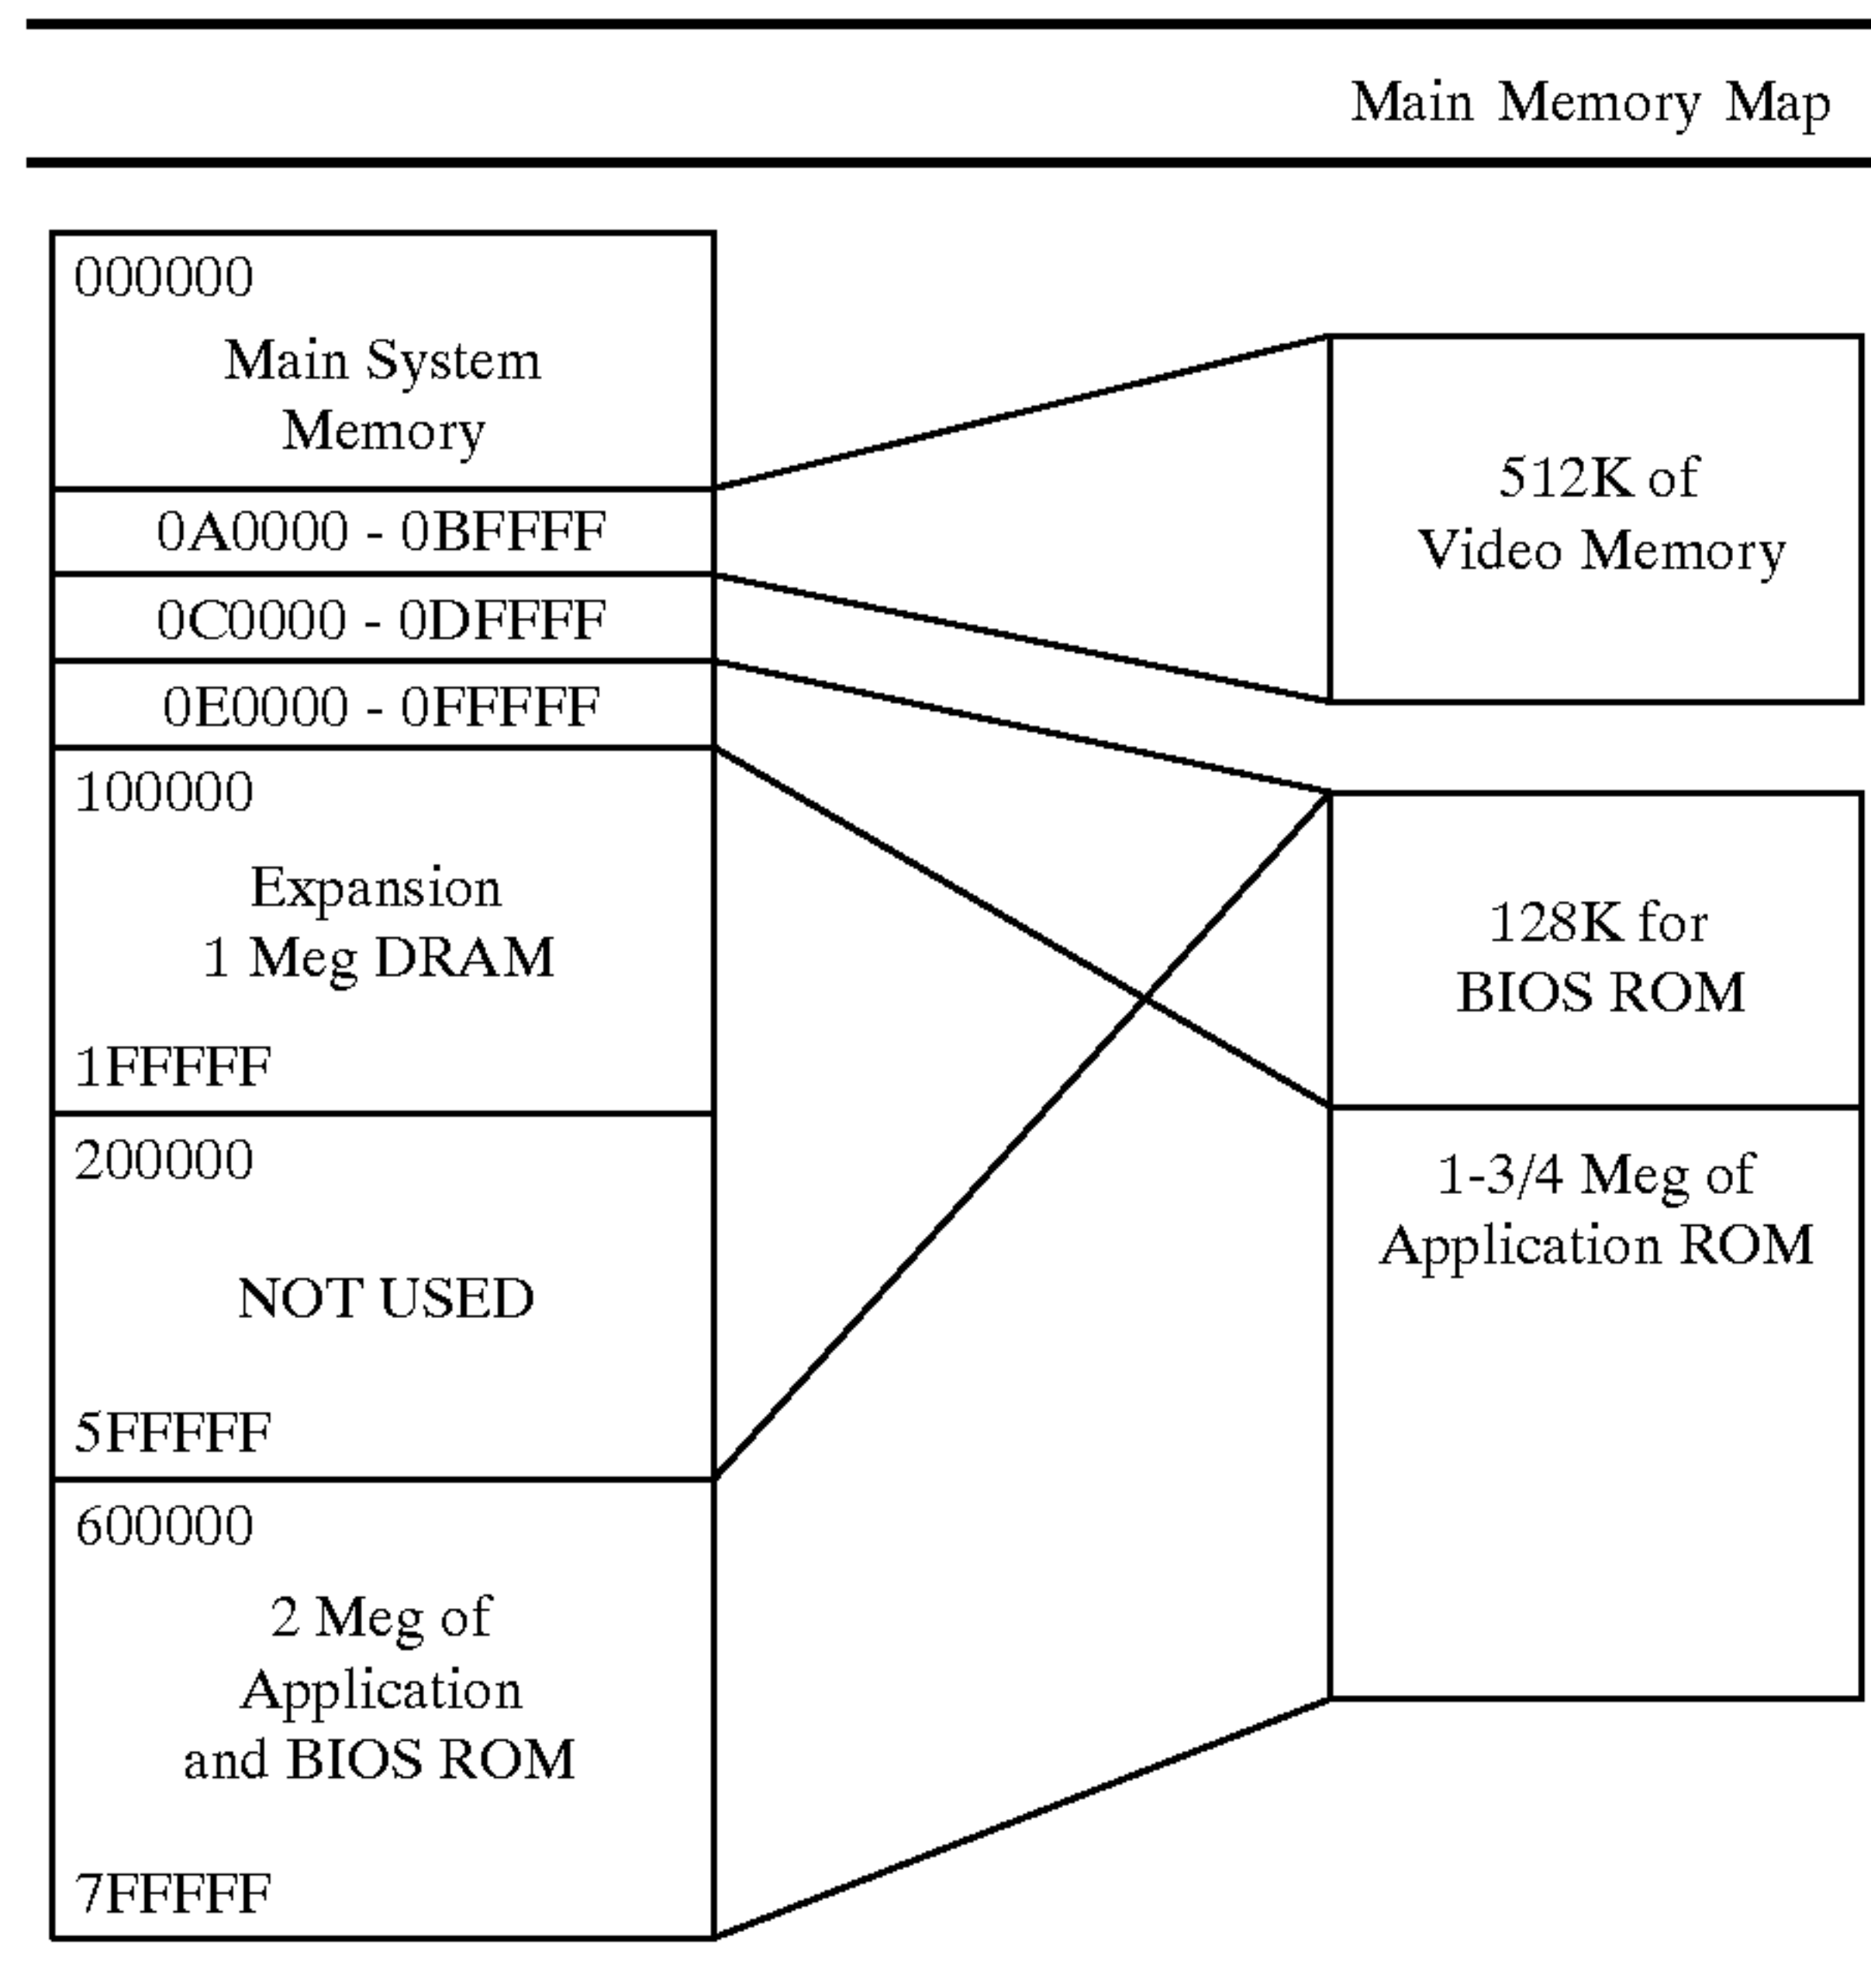 Main Memory Map
000000
Main System
Memory
0A0000 - 0BFFFF
0C0000 - 0DFFFF
0E0000 - 0FFFFF
100000
Expansion
1 Meg DRAM
1FFFFF
200000
NOT USED
5FFFFF
600000
2 Meg of
Application
and BIOS ROM
7FFFFF
512K of
Video Memory
128K for
BIOS ROM
1-3/4 Meg of
Application ROM